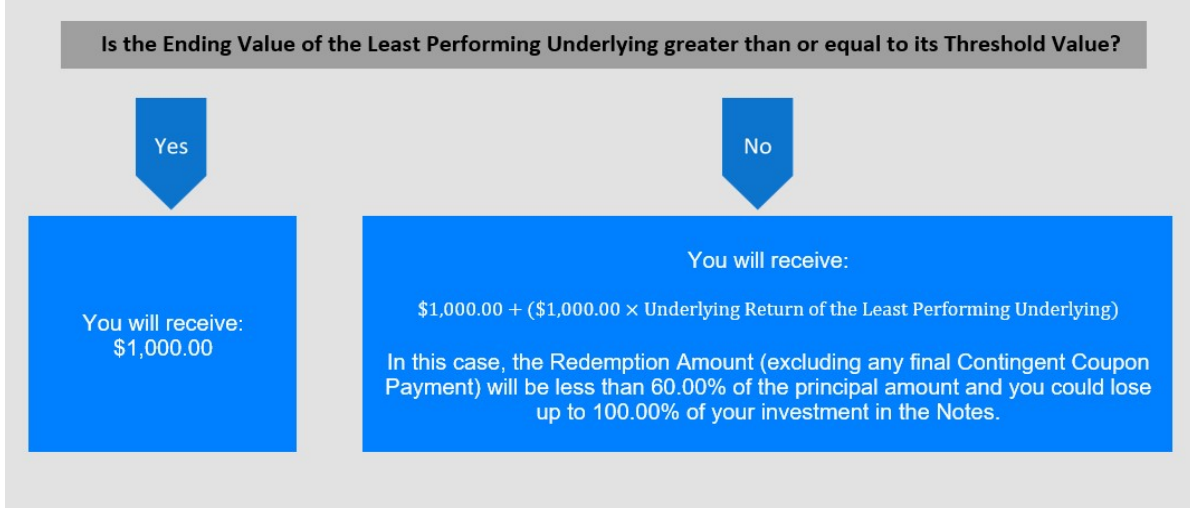 Is the Ending Value of the Least Performing Underlying greater than or equal to its Threshold Value?
Yes
No
You will receive:
$1,000.00
You will receive:
$1,000.00 + ($1,000.00 × Underlying Return of the Least Performing Underlying)
In this case, the Redemption Amount (excluding any final Contingent Coupon
Payment) will be less than 60.00% of the principal amount and you could lose
up to 100.00% of your investment in the Notes.